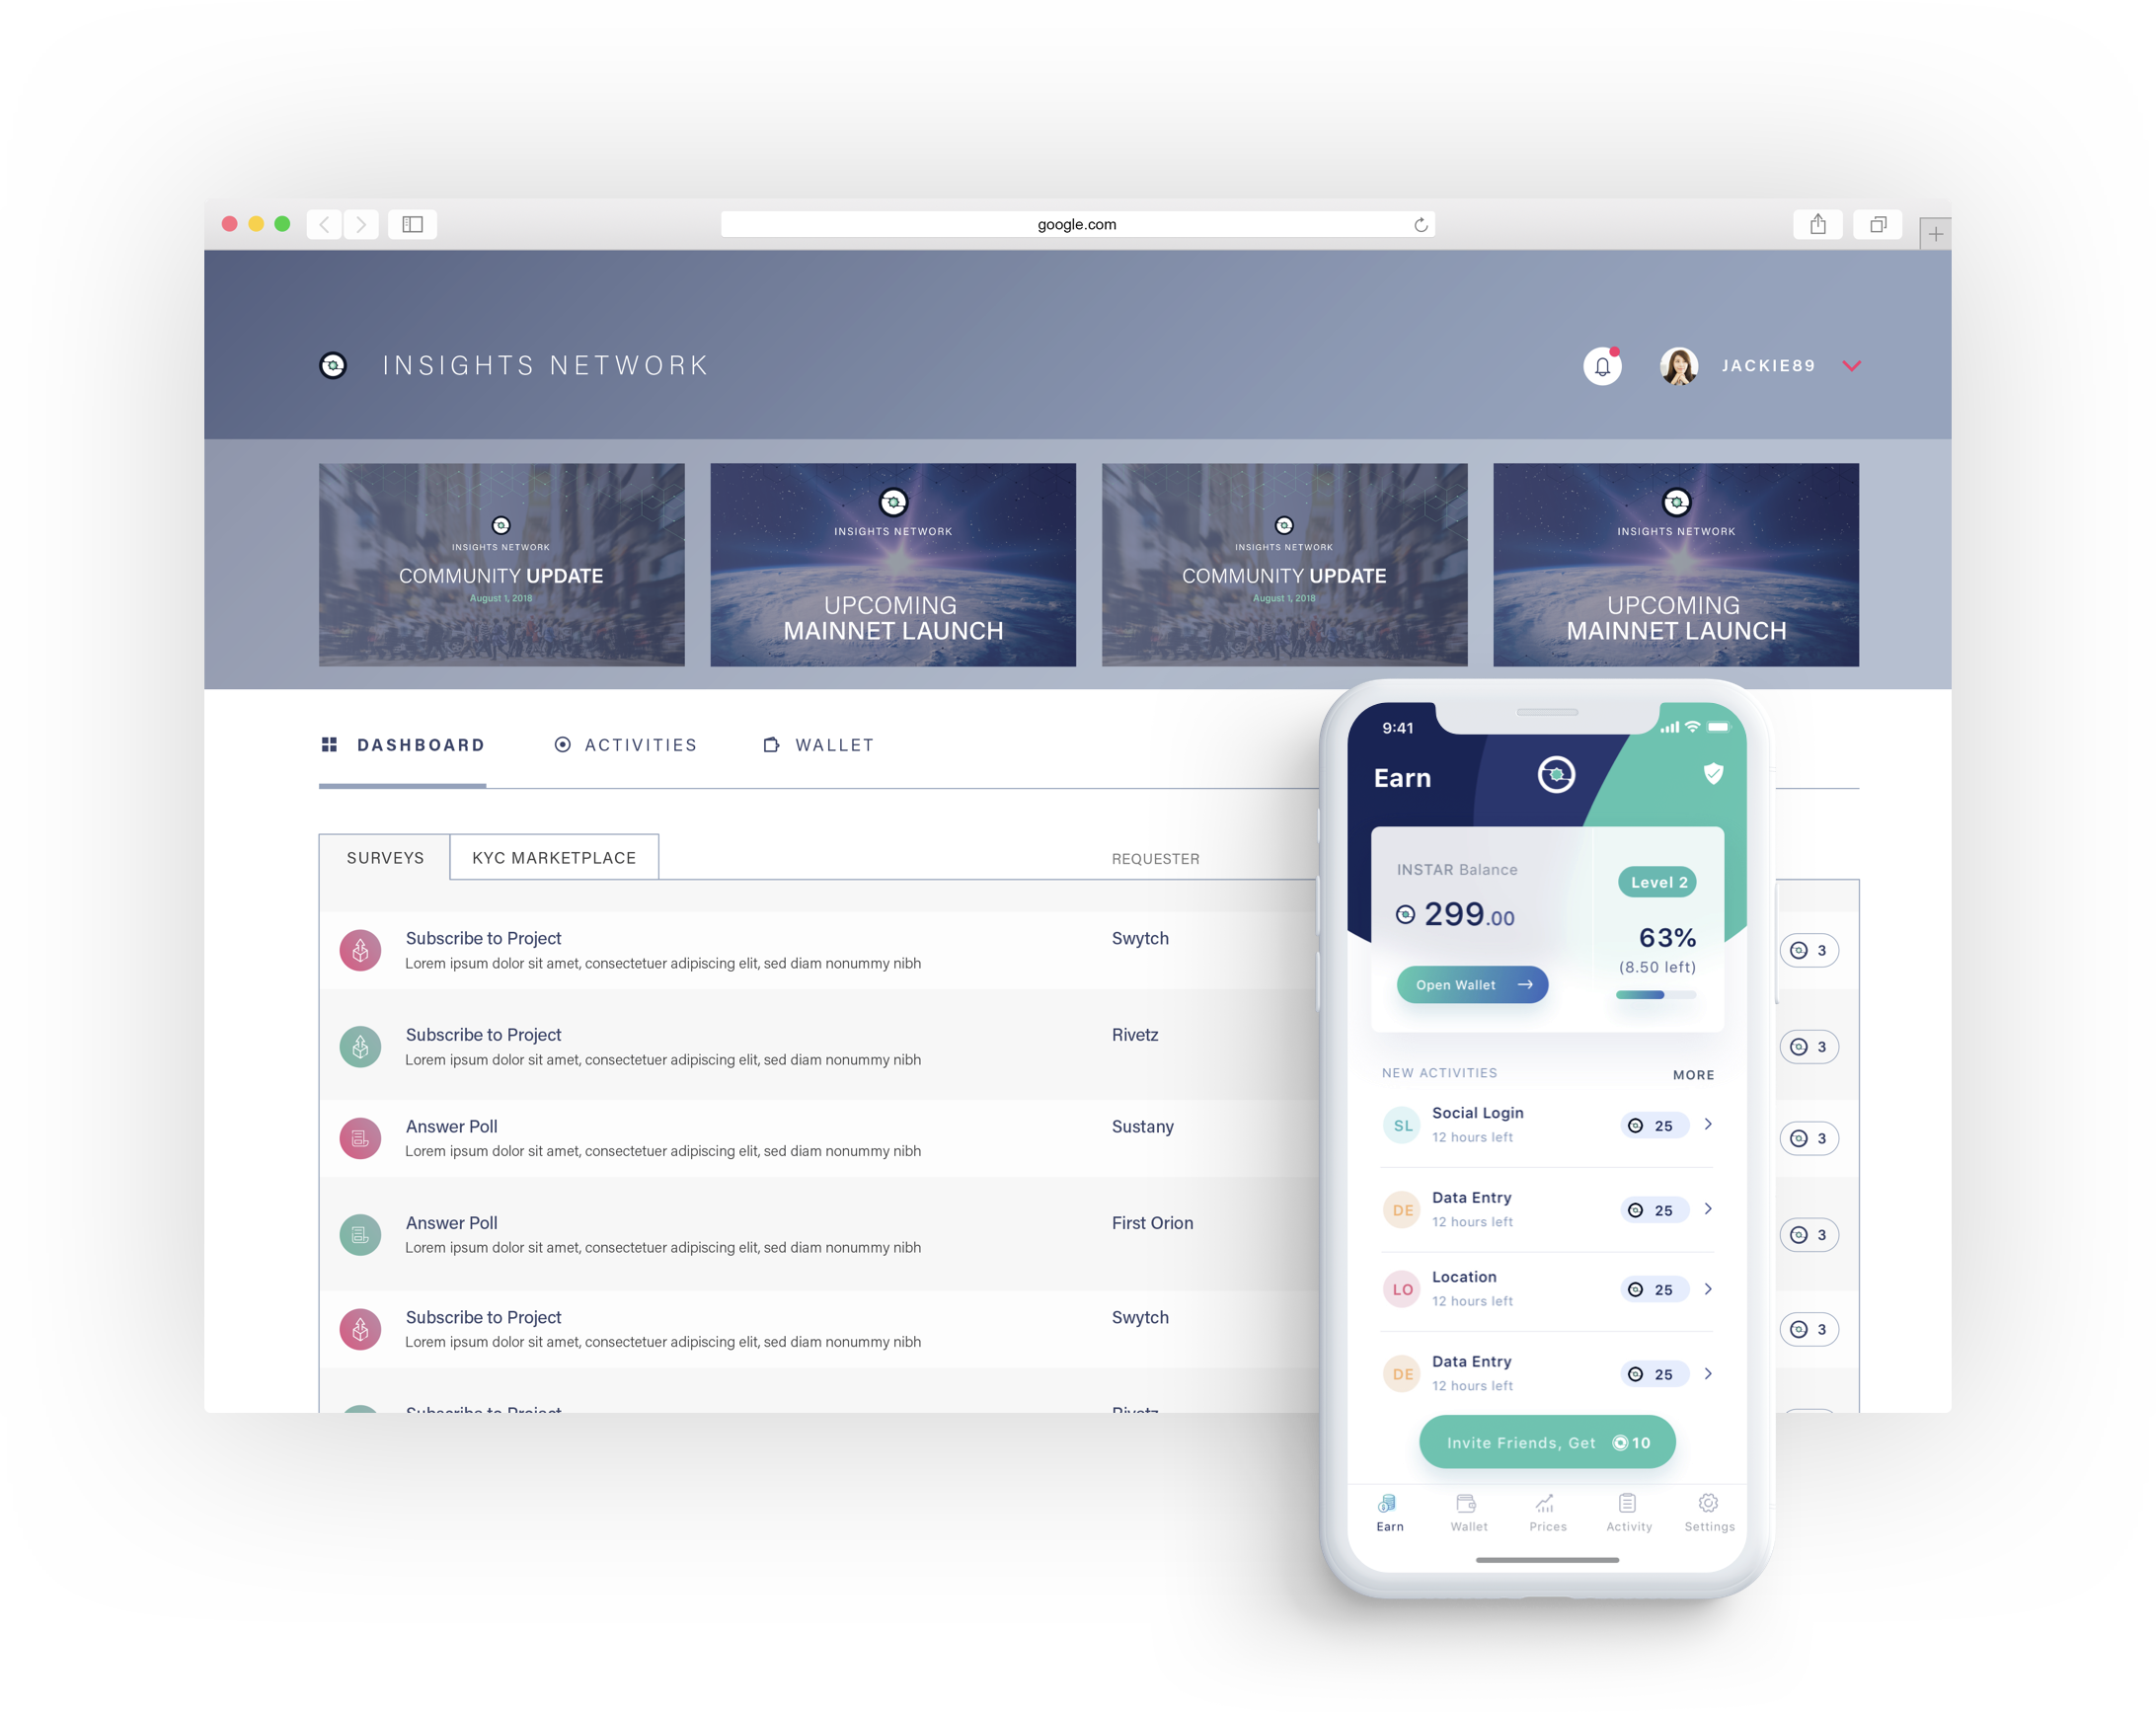 google.com
INSIGHTS NETWORK
JACKIE89
INSIGHTS NETWORK
COMMUNITY UPDATE
August 1, 2018
INSIGHTS NETWORK
UPCOMING
MAINNET LAUNCH
INSIGHTS NETWORK
COMMUNITY UPDATE
August 1, 2018
INSIGHTS NETWORK
UPCOMING
MAINNET LAUNCH
DASHBOARD
ACTIVITIES
WALLET
SURVEYS
KYC MARKETPLACE
REQUESTER
Subscribe to Project
Lorem ipsum dolor sit amet, consectetuer adipiscing elit, sed diam nonummy nibh
Swytch
3
Subscribe to Project
Lorem ipsum dolor sit amet, consectetuer adipiscing elit, sed diam nonummy nibh
Rivetz
3
Answer Poll
Lorem ipsum dolor sit amet, consectetuer adipiscing elit, sed diam nonummy nibh
Sustany
3
Answer Poll
Lorem ipsum dolor sit amet, consectetuer adipiscing elit, sed diam nonummy nibh
First Orion
3
Subscribe to Project
Lorem ipsum dolor sit amet, consectetuer adipiscing elit, sed diam nonummy nibh
Swytch
3
Subscribe to Project
Rivetz
9:41
Earn
INSTAR Balance
299.00
Open Wallet
Level 2
63%
(8.50 left)
NEW ACTIVITIES
MORE
SL
Social Login
12 hours left
25
DE
Data Entry
12 hours left
25
LO
Location
12 hours left
25
DE
Data Entry
12 hours left
25
Invite Friends, Get 10
Earn
Wallet
Prices
Activity
Settings